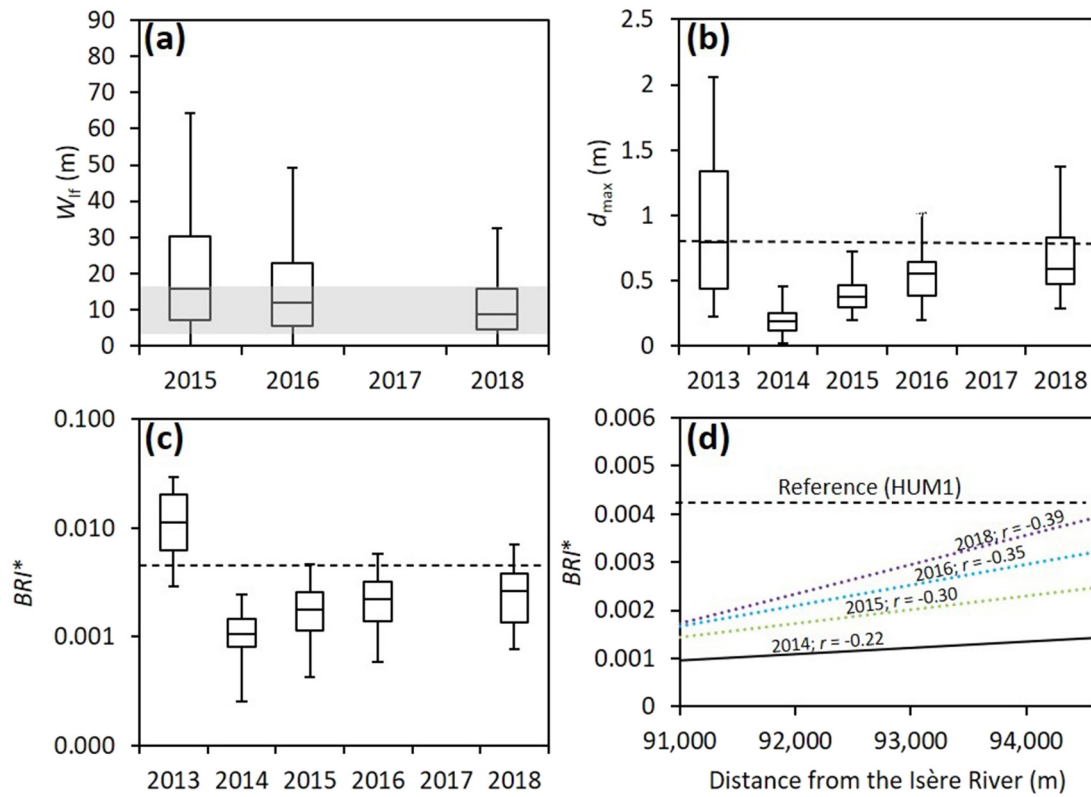 (a)
90
80
70
60
50
40
30
20
10
0
W_lf (m)
2015 2016 2017 2018
(b)
2.5
2
1.5
1
0.5
0
d_max (m)
2013 2014 2015 2016 2017 2018
(c)
0.100
0.010
0.001
0.000
BRI*
2013 2014 2015 2016 2017 2018
(d)
0.006
0.005
0.004
0.003
0.002
0.001
0
BRI*
Reference (HUM1)
2018; r = -0.39
2016; r = -0.35
2015; r = -0.30
2014; r = -0.22
91,000 92,000 93,000 94,000
Distance from the Isère River (m)